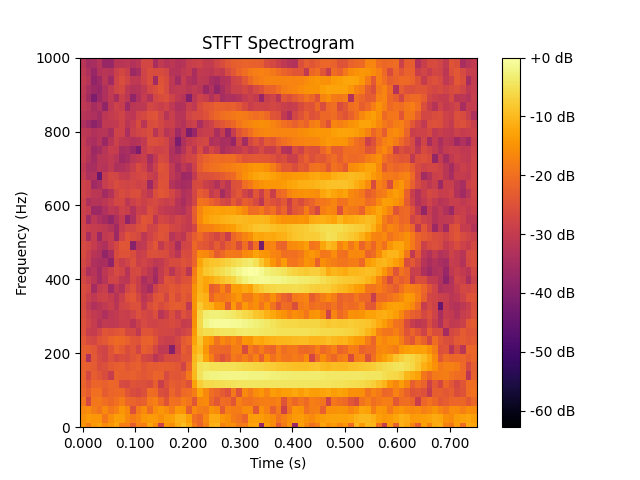 STFT Spectrogram
1000
800
600
400
200
0
Frequency (Hz)
0.000 0.100 0.200 0.300 0.400 0.500 0.600 0.700
Time (s)
+0 dB
-10 dB
-20 dB
-30 dB
-40 dB
-50 dB
-60 dB